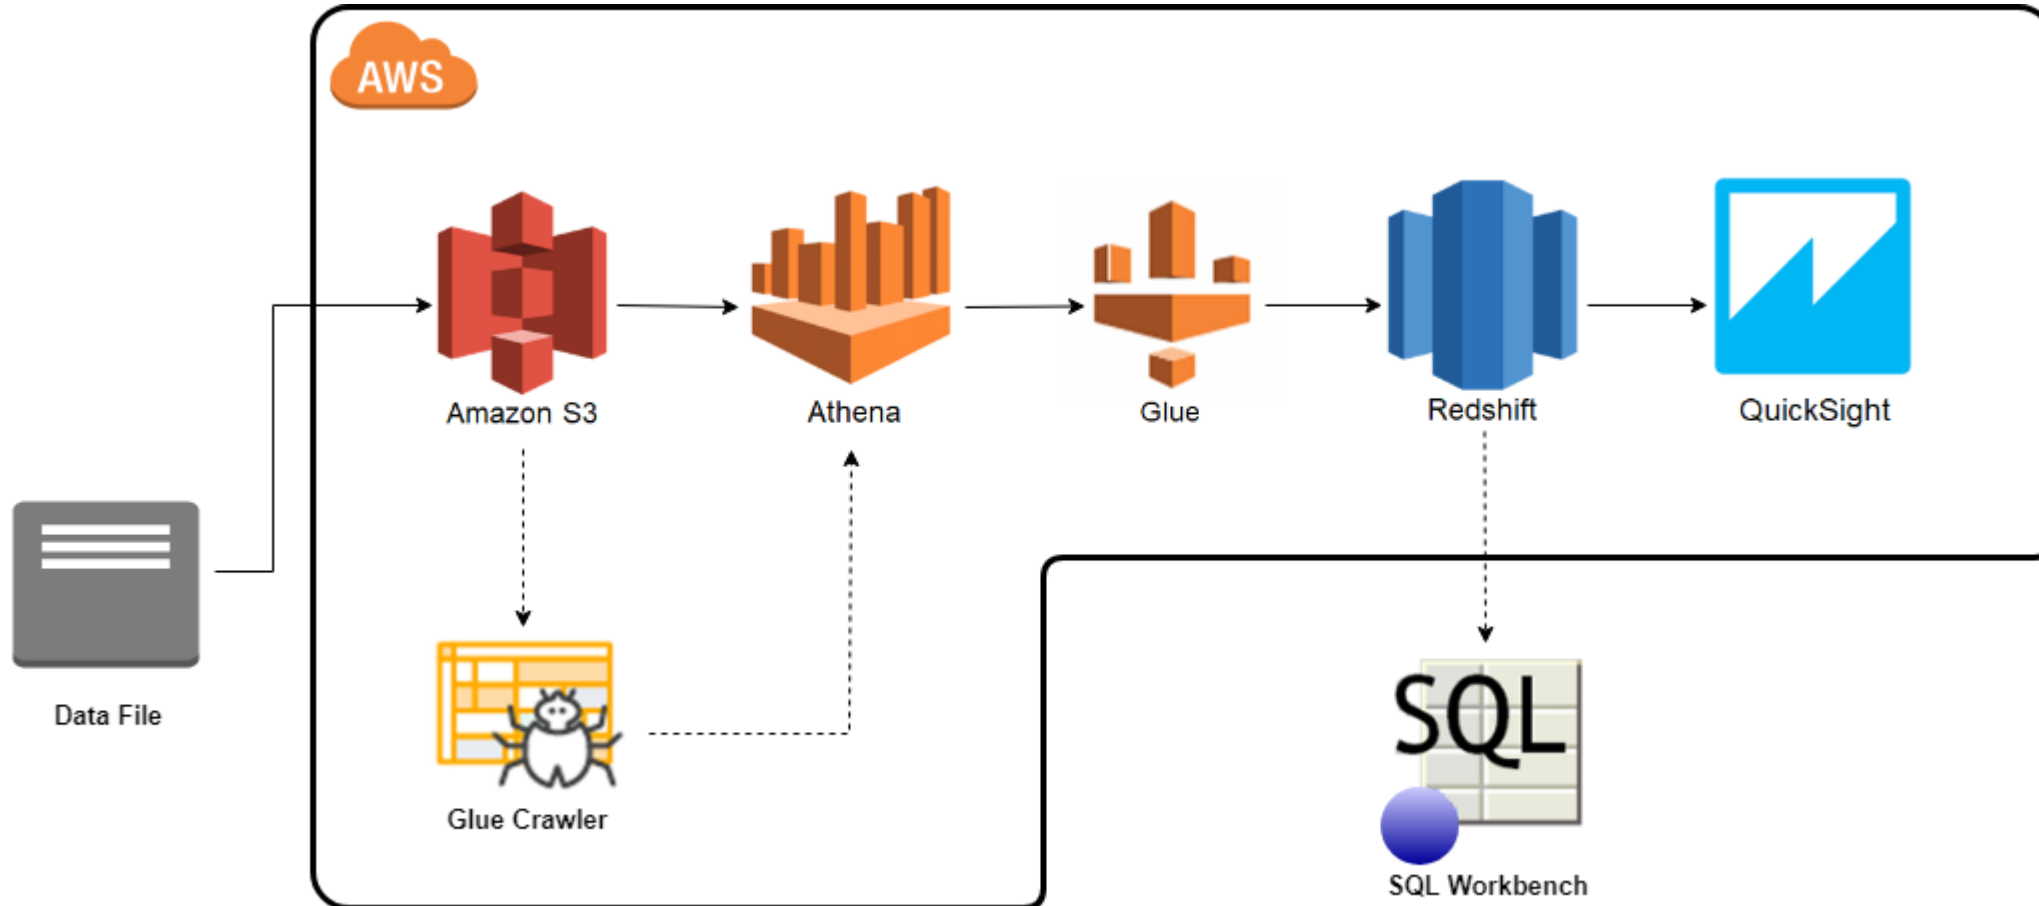 AWS
Amazon S3
Athena
Glue
Redshift
QuickSight
Data File
Glue Crawler
SQL
SQL Workbench